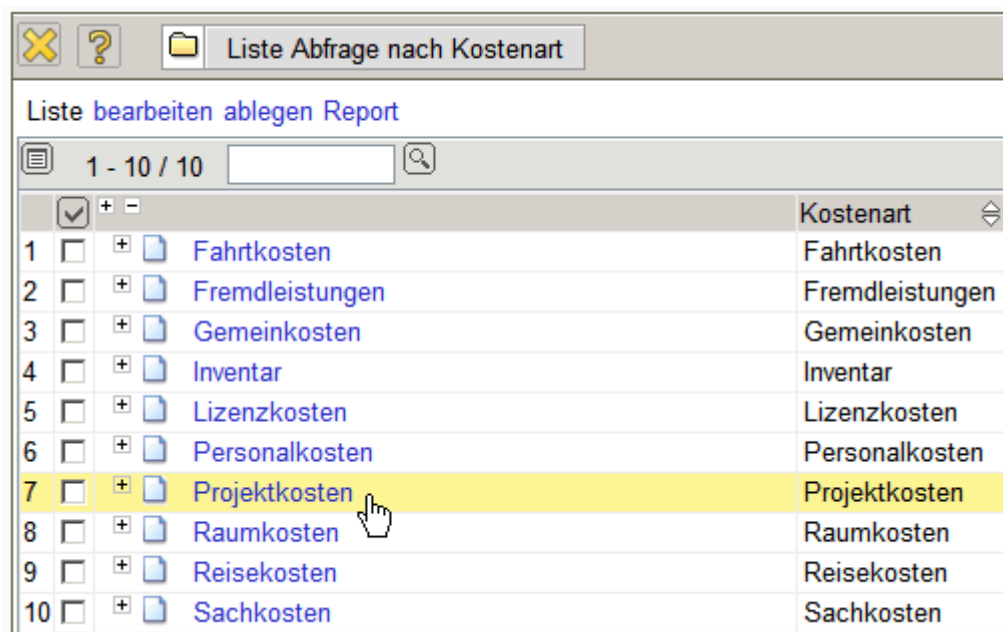 Liste Abfrage nach Kostenart
Liste bearbeiten ablegen Report
1 - 10 / 10
Kostenart
1 Fahrtkosten Fahrtkosten
2 Fremdleistungen Fremdleistungen
3 Gemeinkosten Gemeinkosten
4 Inventar Inventar
5 Lizenzkosten Lizenzkosten
6 Personalkosten Personalkosten
7 Projektkosten Projektkosten
8 Raumkosten Raumkosten
9 Reisekosten Reisekosten
10 Sachkosten Sachkosten